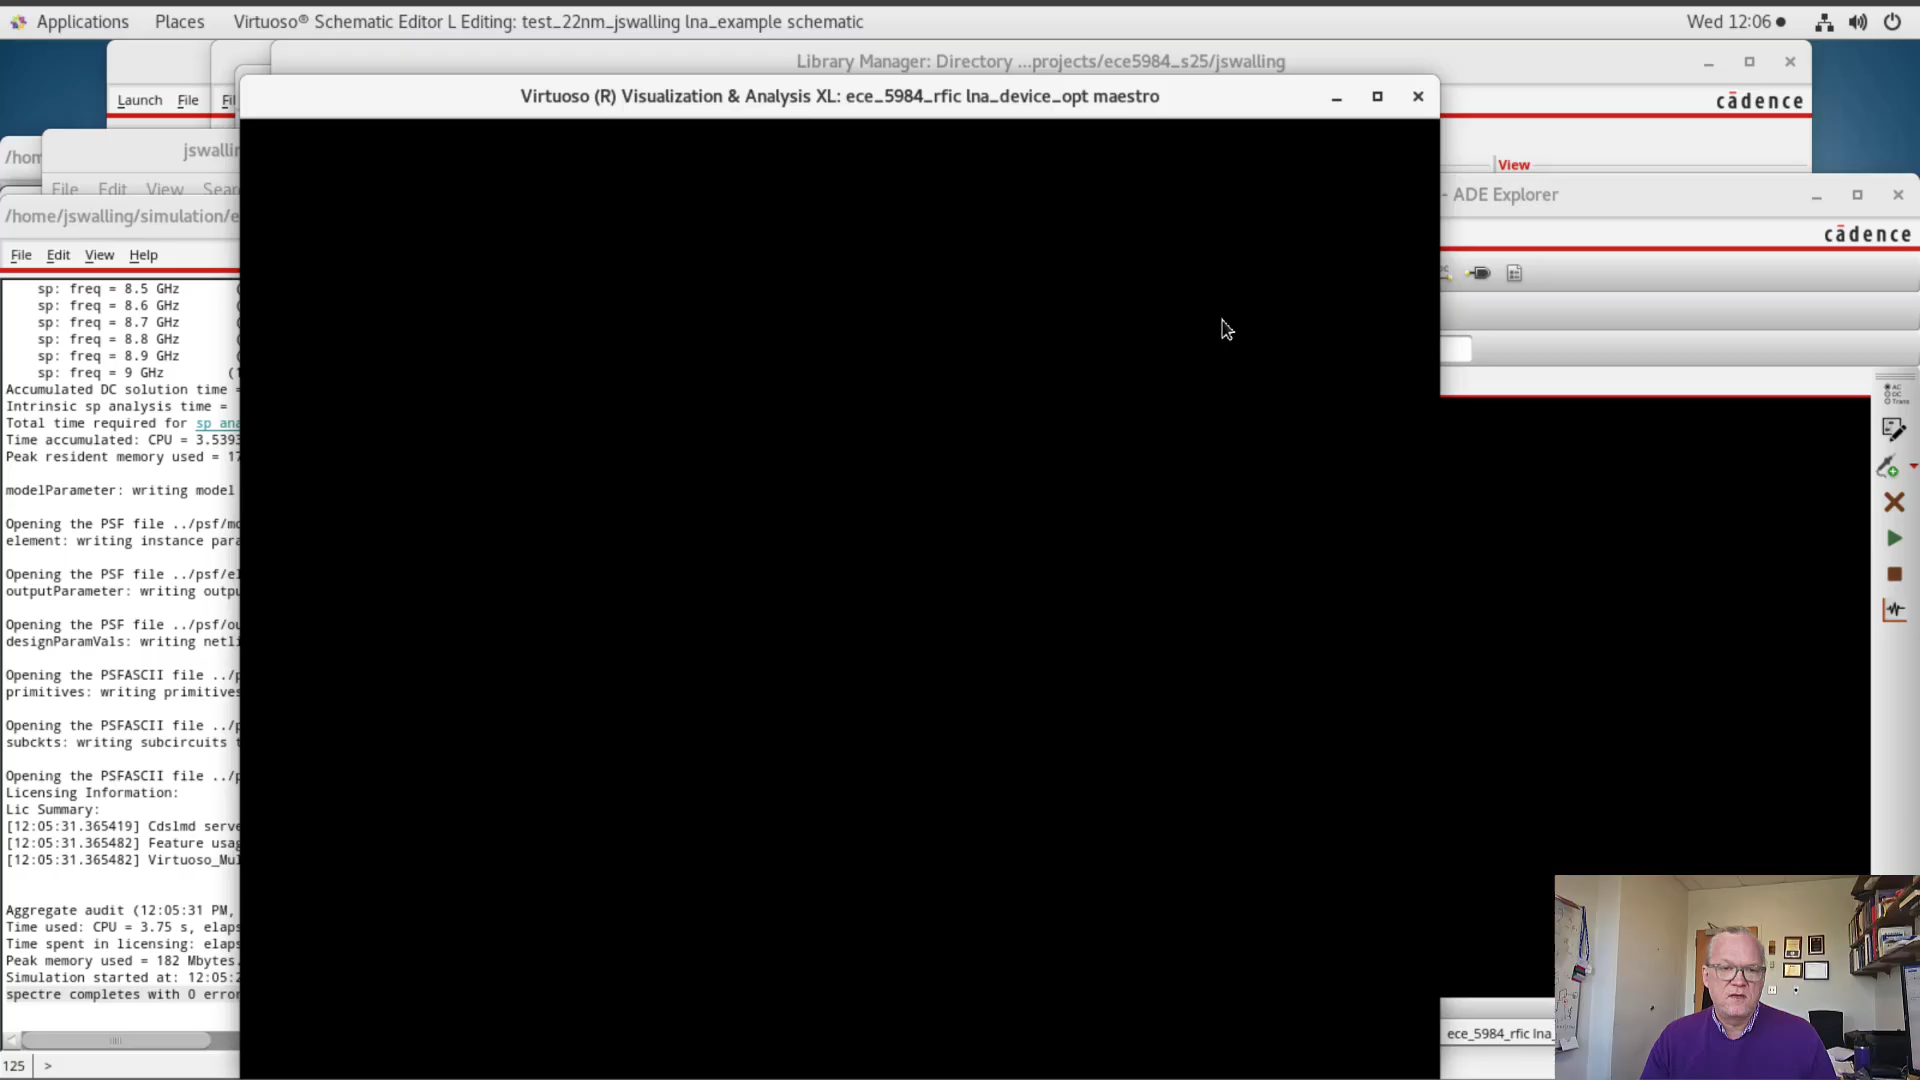 Applications Places Virtuoso® Schematic Editor L Editing: test_22nm_jswalling lna_example schematic Wed 12:06
Library Manager: Directory ...projects/ece5984_s25/jswalling
Virtuoso (R) Visualization & Analysis XL: ece_5984_rfic lna_device_opt maestro
Launch File Fil
cādence
/hom
jswallin
View
File Edit View Sear
- ADE Explorer
/home/jswalling/simulation/e
cādence
File Edit View Help
sp: freq = 8.5 GHz (
sp: freq = 8.6 GHz (
sp: freq = 8.7 GHz (
sp: freq = 8.8 GHz (
sp: freq = 8.9 GHz (
sp: freq = 9 GHz (1
Accumulated DC solution time =
Intrinsic sp analysis time =
Total time required for sp ana
Time accumulated: CPU = 3.5393
Peak resident memory used = 17
modelParameter: writing model
Opening the PSF file ../psf/mo
element: writing instance para
Opening the PSF file ../psf/el
outputParameter: writing outpu
Opening the PSF file ../psf/ou
designParamVals: writing netli
Opening the PSFASCII file ../p
primitives: writing primitives
Opening the PSFASCII file ../p
subckts: writing subcircuits t
Opening the PSFASCII file ../p
Licensing Information:
Lic Summary:
[12:05:31.365419] Cdslmd serve
[12:05:31.365482] Feature usag
[12:05:31.365482] Virtuoso_Mul
Aggregate audit (12:05:31 PM,
Time used: CPU = 3.75 s, elaps
Time spent in licensing: elaps
Peak memory used = 182 Mbytes.
Simulation started at: 12:05:2
spectre completes with 0 error
125 >
AC
DC
Trans
ece_5984_rfic lna_